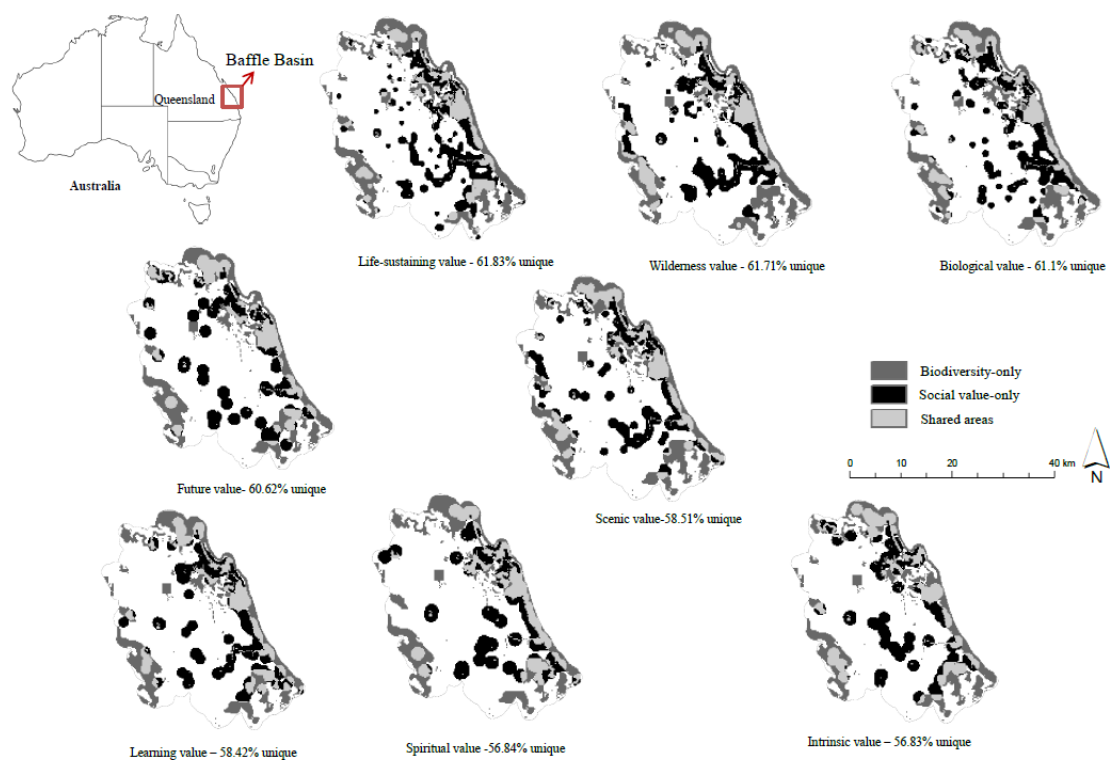 Baffle Basin
Queensland
Australia
Life-sustaining value - 61.83% unique
Wilderness value - 61.71% unique
Biological value - 61.1% unique
Biodiversity-only
Social value-only
Shared areas
0 10 20 40 km
N
Future value- 60.62% unique
Scenic value-58.51% unique
Learning value – 58.42% unique
Spiritual value -56.84% unique
Intrinsic value – 56.83% unique